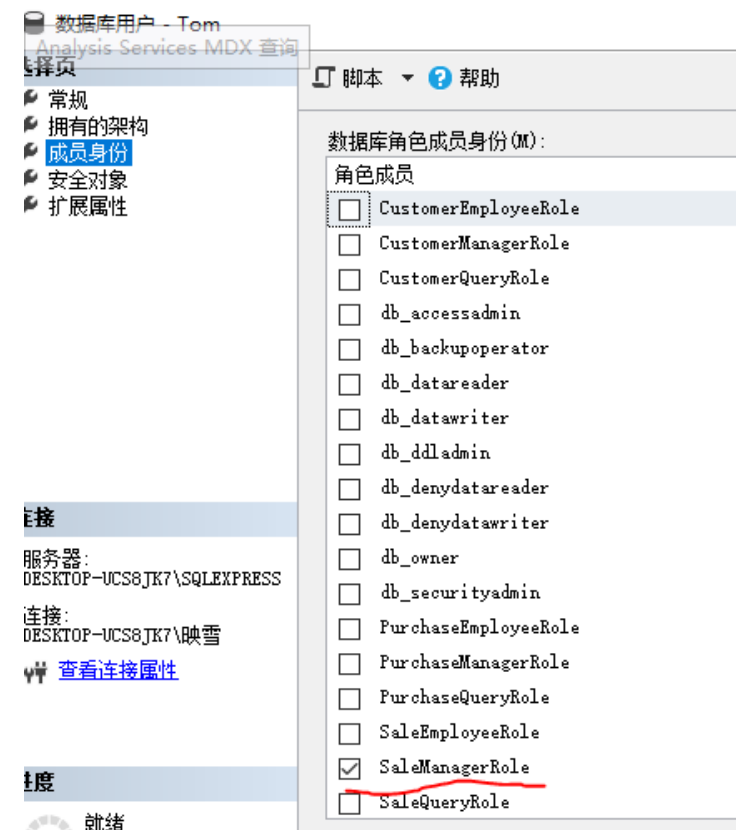 数据库用户 - Tom
Analysis Services MDX 查询
选择页
常规
拥有的架构
成员身份
安全对象
扩展属性
连接
服务器:
DESKTOP-UCS8JK7\SQLEXPRESS
连接:
DESKTOP-UCS8JK7\映雪
查看连接属性
进度
就绪
脚本
帮助
数据库角色成员身份(M):
角色成员
CustomerEmployeeRole
CustomerManagerRole
CustomerQueryRole
db_accessadmin
db_backupoperator
db_datareader
db_datawriter
db_ddladmin
db_denydatareader
db_denydatawriter
db_owner
db_securityadmin
PurchaseEmployeeRole
PurchaseManagerRole
PurchaseQueryRole
SaleEmployeeRole
SaleManagerRole
SaleQueryRole